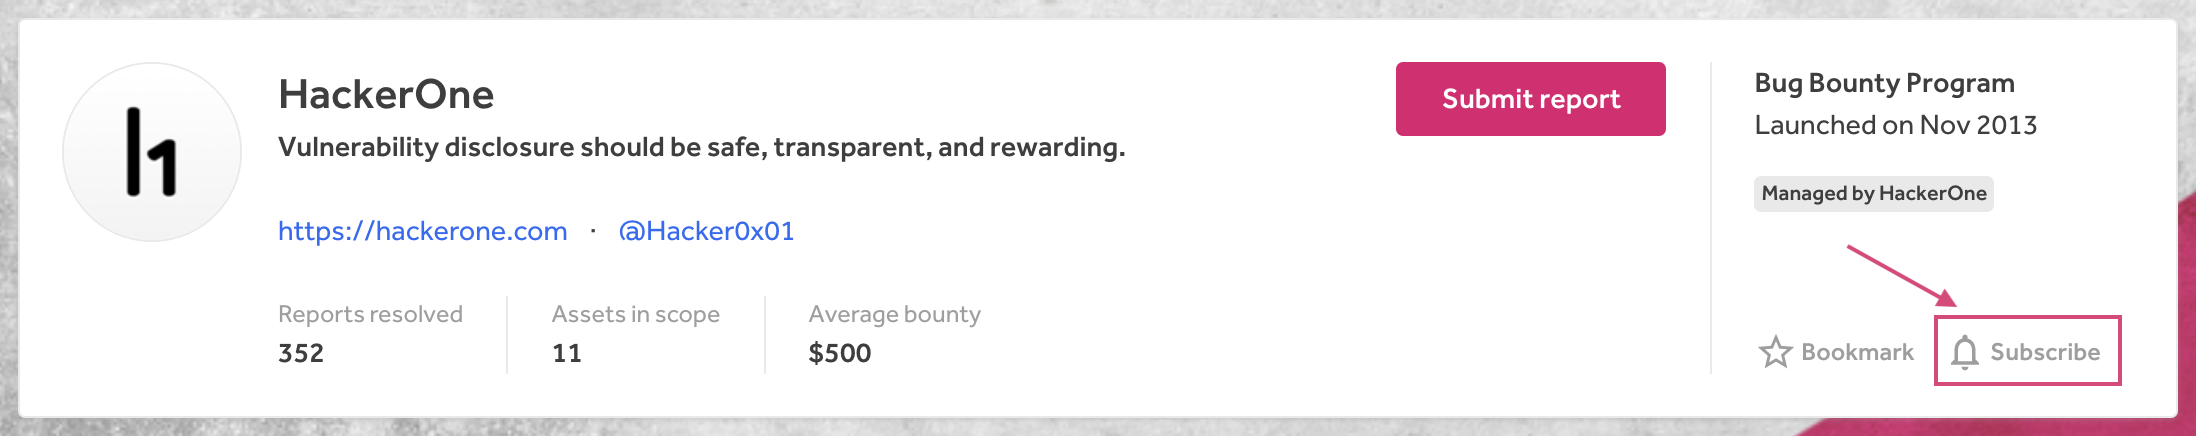 h1
HackerOne
Vulnerability disclosure should be safe, transparent, and rewarding.
https://hackerone.com · @Hacker0x01
Reports resolved
352
Assets in scope
11
Average bounty
$500
Submit report
Bug Bounty Program
Launched on Nov 2013
Managed by HackerOne
Bookmark
Subscribe